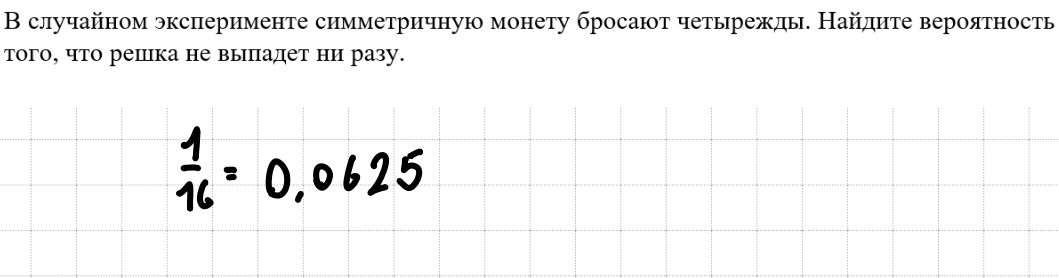 В случайном эксперименте симметричную монету бросают четырежды. Найдите вероятность
того, что решка не выпадет ни разу.
1/16 = 0,0625